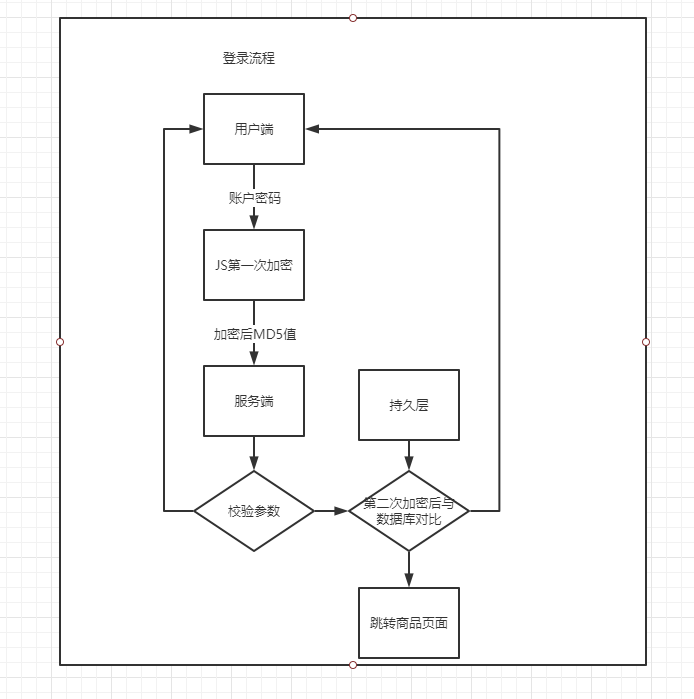 登录流程
用户端
账户密码
JS第一次加密
加密后MD5值
服务端
持久层
校验参数
第二次加密后与
数据库对比
跳转商品页面